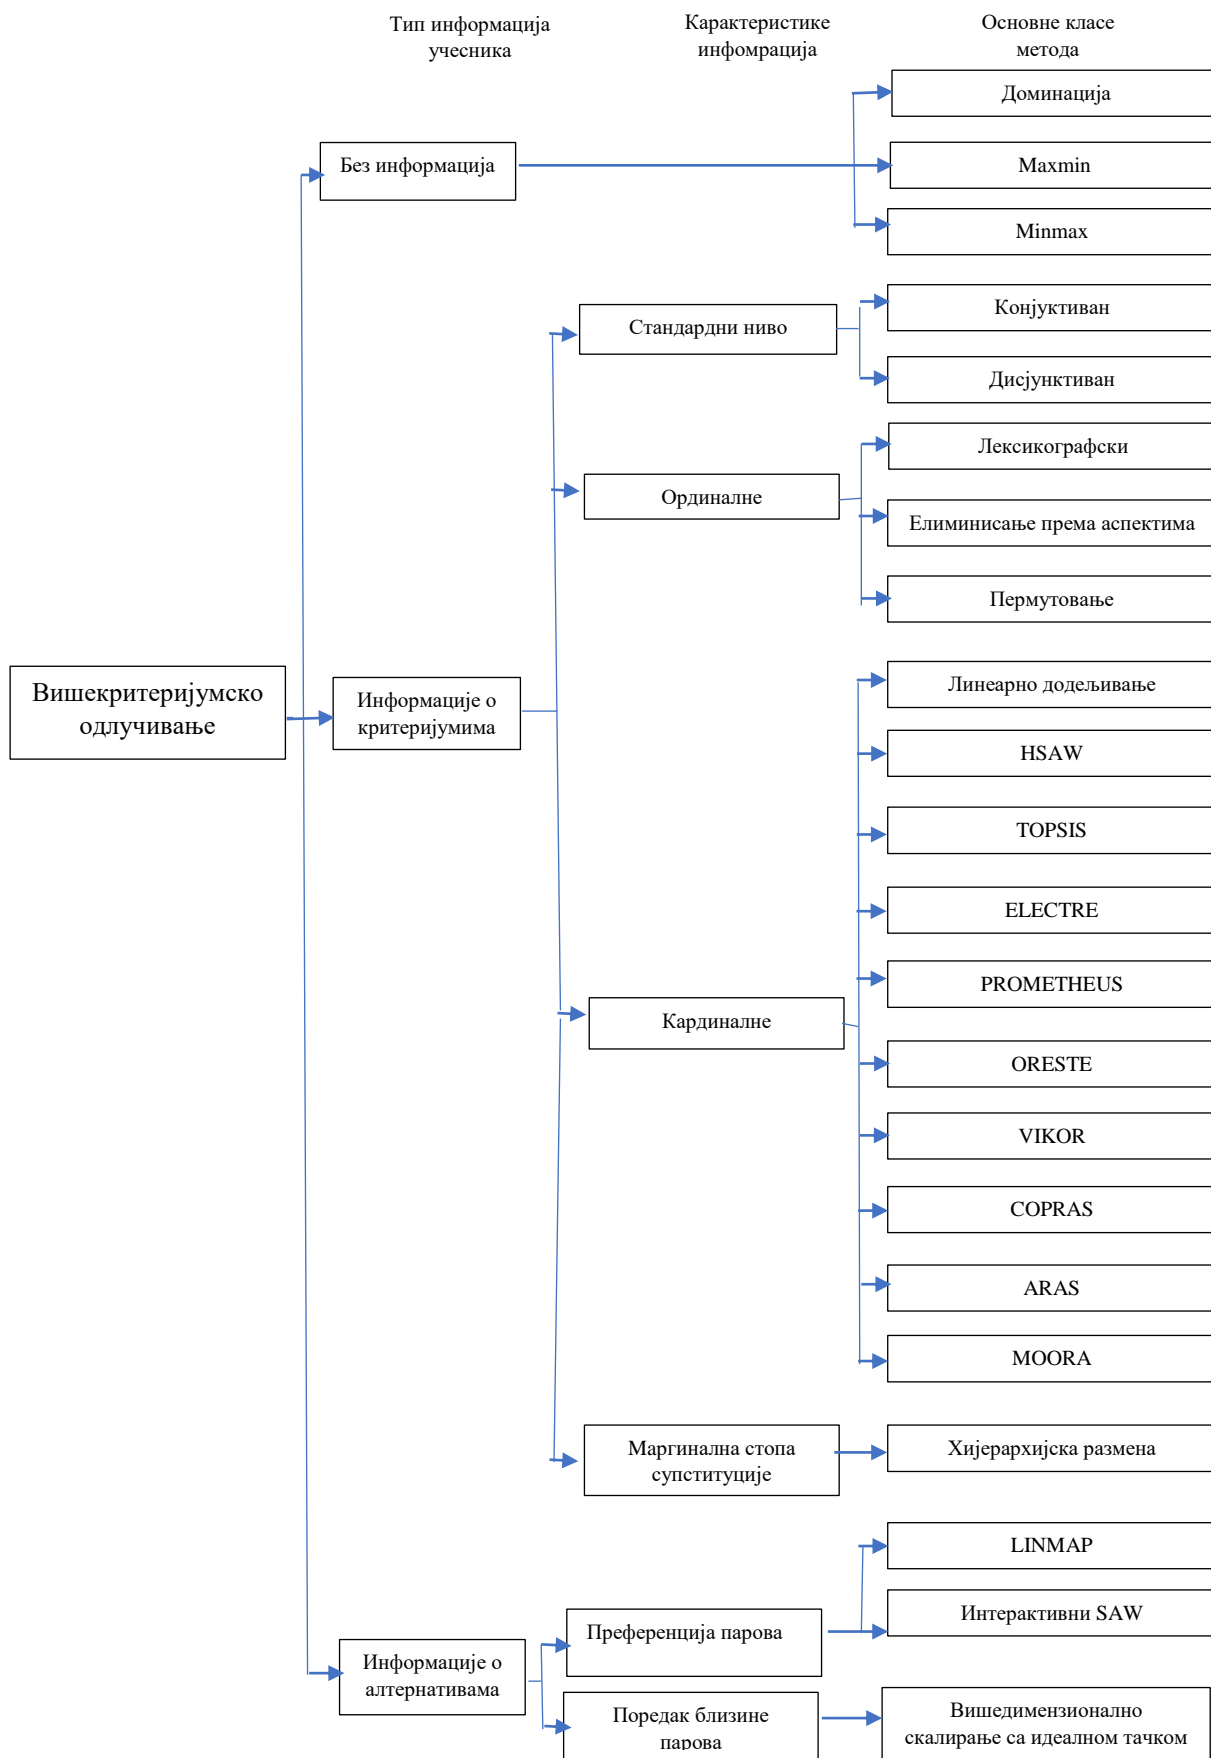 Тип информација
учесника
Карактеристике
инфомрација
Основне класе
метода
Доминација
Без информација
Maxmin
Minmax
Стандардни ниво
Конјуктиван
Дисјунктиван
Лексикографски
Ординалне
Елиминисање према аспектима
Пермутовање
Вишекритеријумско
одлучивање
Информације о
критеријумима
Линеарно додељивање
HSAW
TOPSIS
ELECTRE
PROMETHEUS
Кардиналне
ORESTE
VIKOR
COPRAS
ARAS
MOORA
Маргинална стопа
супституције
Хијерархијска размена
LINMAP
Преференција парова
Интерактивни SAW
Информације о
алтернативама
Поредак близине
парова
Вишедимензионално
скалирање са идеалном тачком